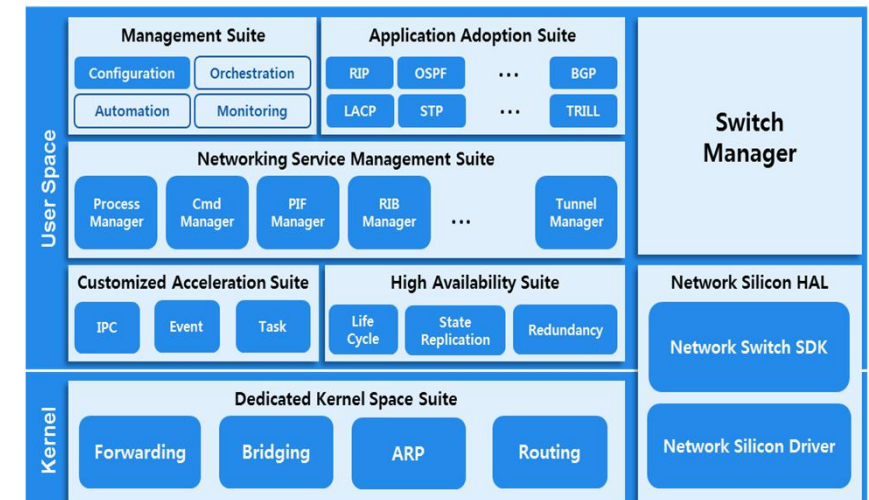 User Space
Management Suite
Configuration
Orchestration
Automation
Monitoring
Application Adoption Suite
RIP
OSPF
...
BGP
LACP
STP
...
TRILL
Switch
Manager
Networking Service Management Suite
Process
Manager
Cmd
Manager
PIF
Manager
RIB
Manager
...
Tunnel
Manager
Customized Acceleration Suite
IPC
Event
Task
High Availability Suite
Life
Cycle
State
Replication
Redundancy
Network Silicon HAL
Network Switch SDK
Network Silicon Driver
Kernel
Dedicated Kernel Space Suite
Forwarding
Bridging
ARP
Routing